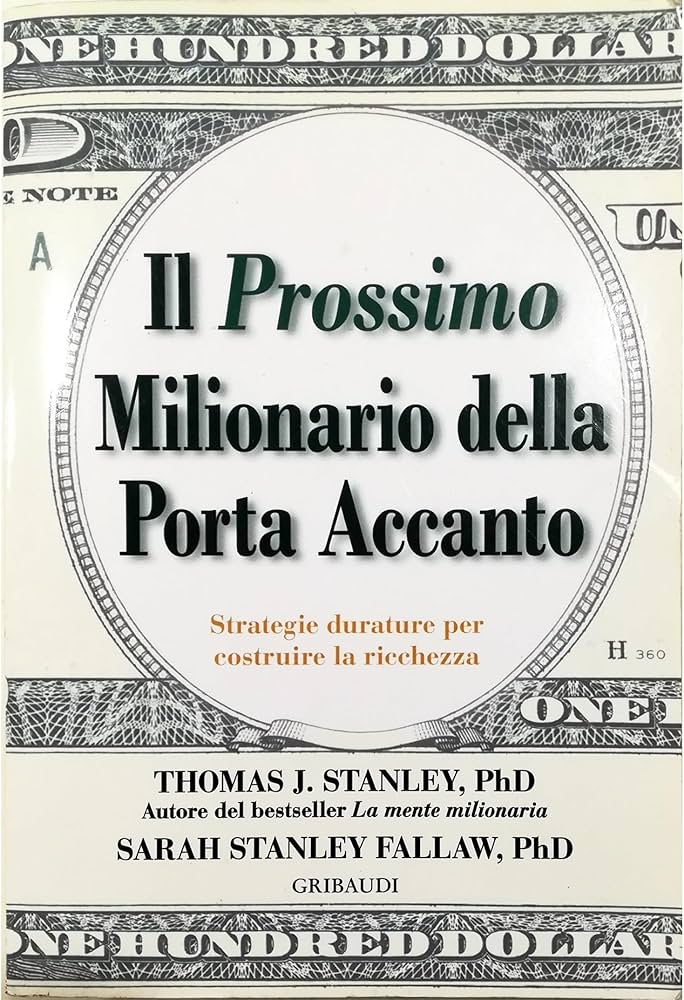 ONE HUNDRED DOLLAR
E NOTE
A
Il Prossimo
Milionario della
Porta Accanto
Strategie durature per
costruire la ricchezza
H 360
ONE
THOMAS J. STANLEY, PhD
Autore del bestseller La mente milionaria
SARAH STANLEY FALLAW, PhD
GRIBAUDI
ONE HUNDRED DOLLAR